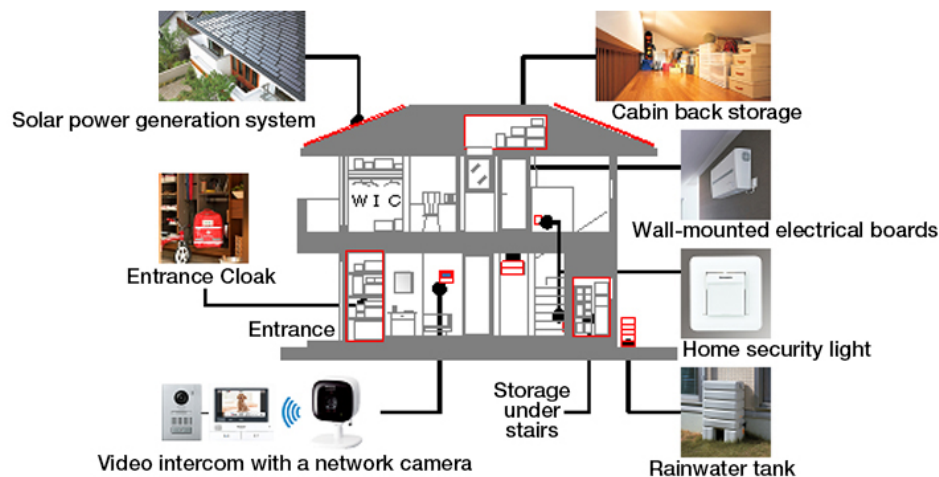 Solar power generation system
Cabin back storage
WIC
Wall-mounted electrical boards
Entrance Cloak
Entrance
Home security light
Storage
under
stairs
Video intercom with a network camera
Rainwater tank